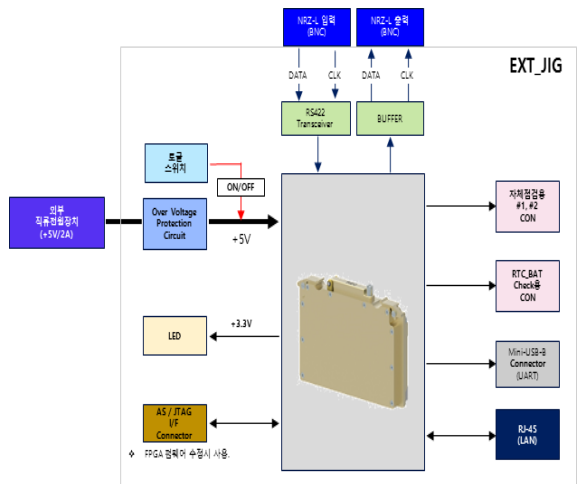 NRZ-L 입력
(BNC)
NRZ-L 출력
(BNC)
EXT_JIG
DATA
CLK
DATA
CLK
RS422
Transceiver
BUFFER
토글
스위치
ON/OFF
자체점검용
#1, #2
CON
외부
직류전원장치
(+5V/2A)
Over Voltage
Protection
Circuit
+5V
RTC_BAT
Check용
CON
LED
+3.3V
Mini-USB-B
Connector
(UART)
AS / JTAG
I/F
Connector
RJ-45
(LAN)
❖ FPGA 펌웨어 수정시 사용.